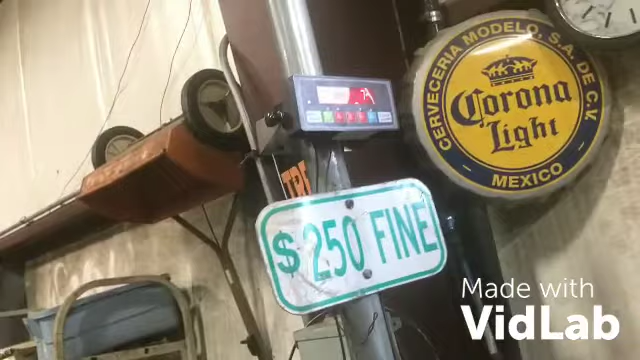 CERVECERIA MODELO, S.A. DE C.V.
Corona
Light
MEXICO
$250 FINE
Made with
VidLab